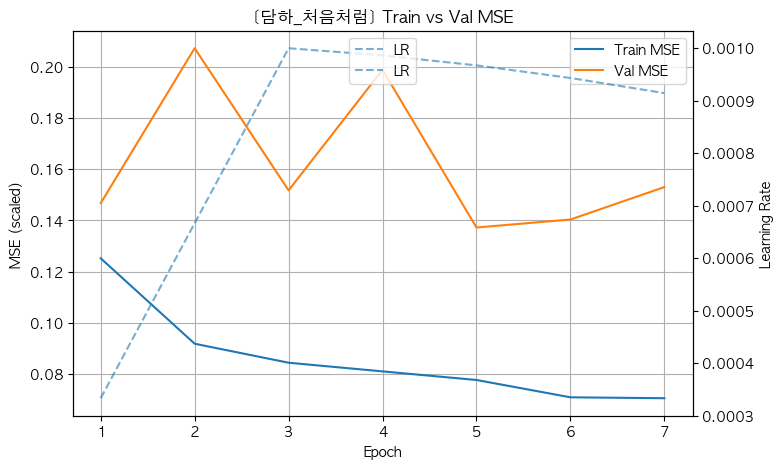 [담하_처음처럼] Train vs Val MSE
MSE (scaled)
0.20
0.18
0.16
0.14
0.12
0.10
0.08
LR
LR
Train MSE
Val MSE
0.0010
0.0009
0.0008
0.0007
0.0006
0.0005
0.0004
0.0003
Learning Rate
1 2 3 4 5 6 7
Epoch